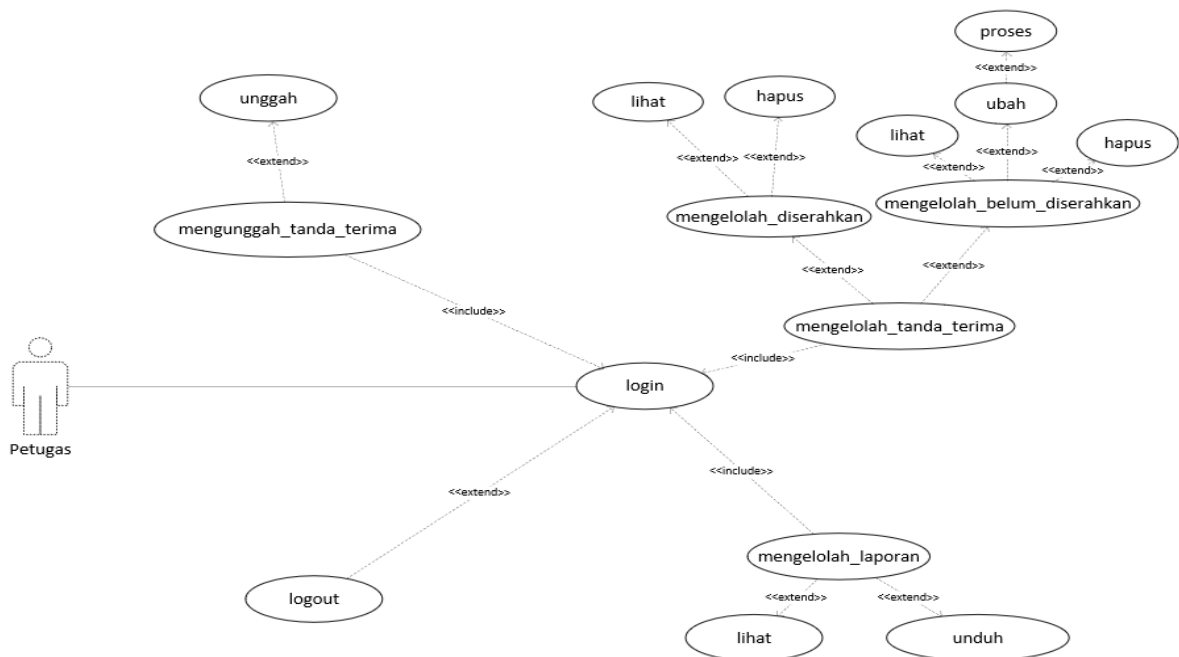 proses
<<extend>>
unggah
lihat
hapus
ubah
lihat
hapus
<<extend>>
<<extend>>
<<extend>>
<<extend>>
<<extend>>
<<extend>>
mengunggah_tanda_terima
mengelolah_diserahkan
mengelolah_belum_diserahkan
<<extend>>
<<extend>>
<<include>>
mengelolah_tanda_terima
<<include>>
login
Petugas
<<include>>
<<extend>>
mengelolah_laporan
logout
<<extend>>
<<extend>>
lihat
unduh